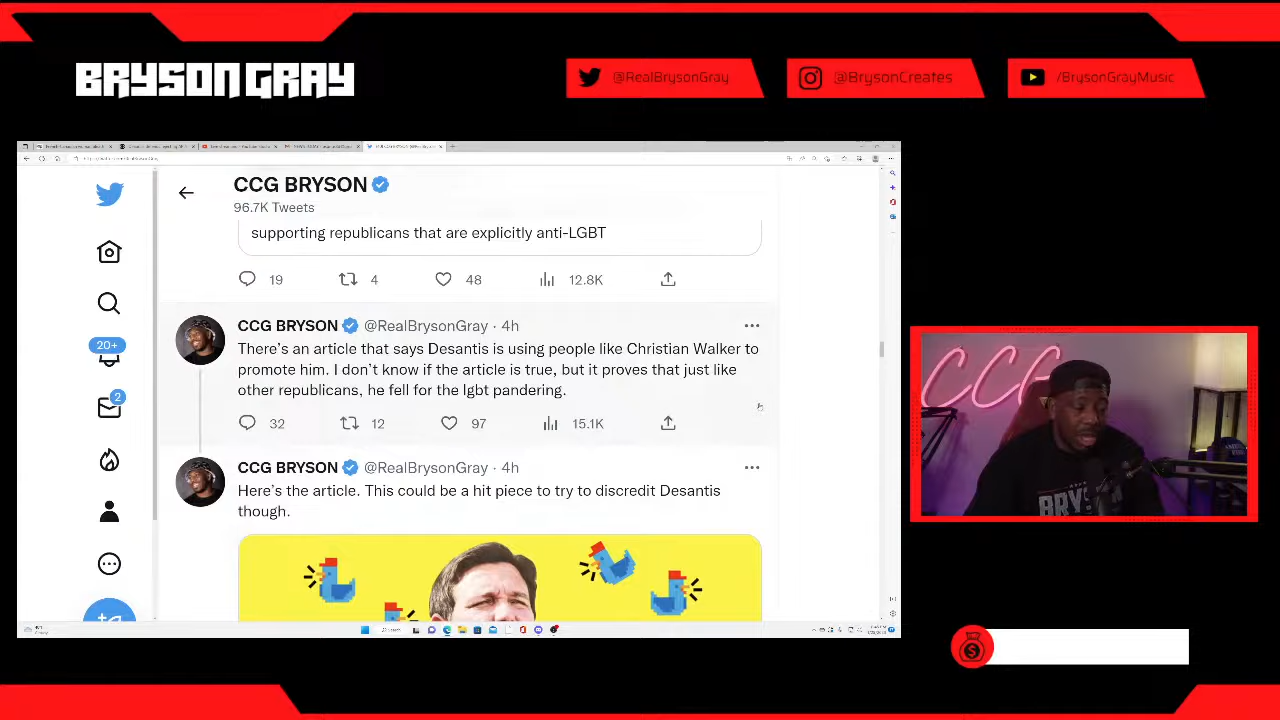 BRYSON GRAY
@RealBrysonGray
@BrysonCreates
/BrysonGrayMusic
CCG BRYSON
96.7K Tweets
supporting republicans that are explicitly anti-LGBT
19 4 48 12.8K
20+
CCG BRYSON @RealBrysonGray · 4h
There's an article that says Desantis is using people like Christian Walker to
promote him. I don't know if the article is true, but it proves that just like
other republicans, he fell for the lgbt pandering.
2
32 12 97 15.1K
CCG BRYSON @RealBrysonGray · 4h
Here's the article. This could be a hit piece to try to discredit Desantis
though.
CCG
BRYS